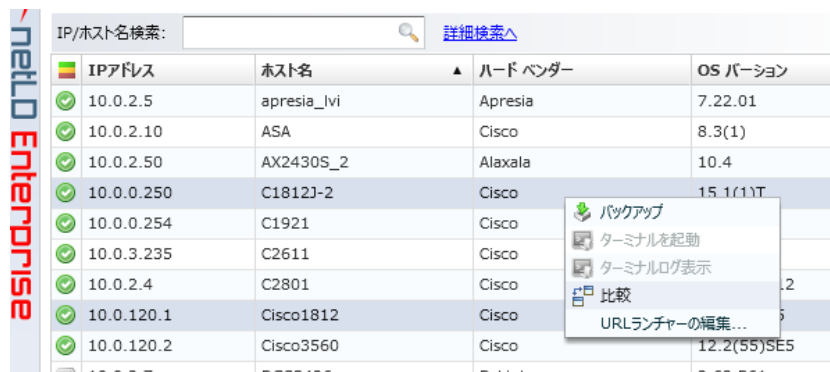 netLD Enterprise
IP/ホスト名検索: 詳細検索へ
IPアドレス ホスト名 ▲ ハード ベンダー OS バージョン
10.0.2.5 apresia_lvi Apresia 7.22.01
10.0.2.10 ASA Cisco 8.3(1)
10.0.2.50 AX2430S_2 Alaxala 10.4
10.0.0.250 C1812J-2 Cisco 15.1(1)T
10.0.0.254 C1921 Cisco
10.0.3.235 C2611 Cisco
10.0.2.4 C2801 Cisco 12
10.0.120.1 Cisco1812 Cisco 5
10.0.120.2 Cisco3560 Cisco 12.2(55)SE5
バックアップ
ターミナルを起動
ターミナルログ表示
比較
URLランチャーの編集...